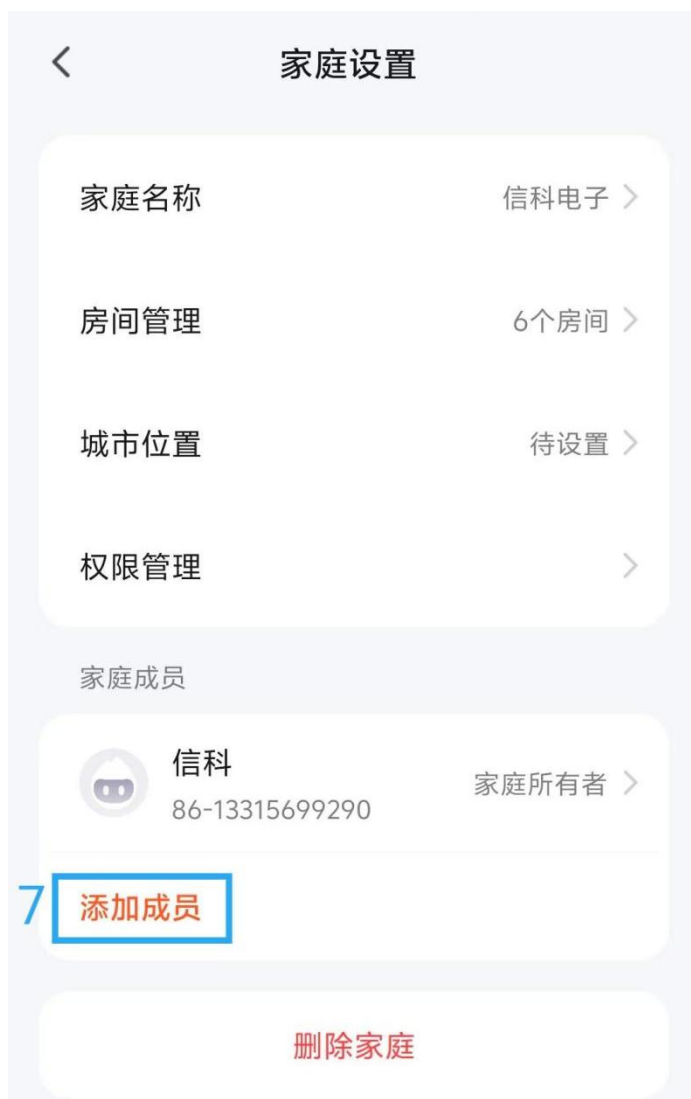 家庭设置
家庭名称 信科电子
房间管理 6个房间
城市位置 待设置
权限管理
家庭成员
信科
86-13315699290
家庭所有者
7 添加成员
删除家庭